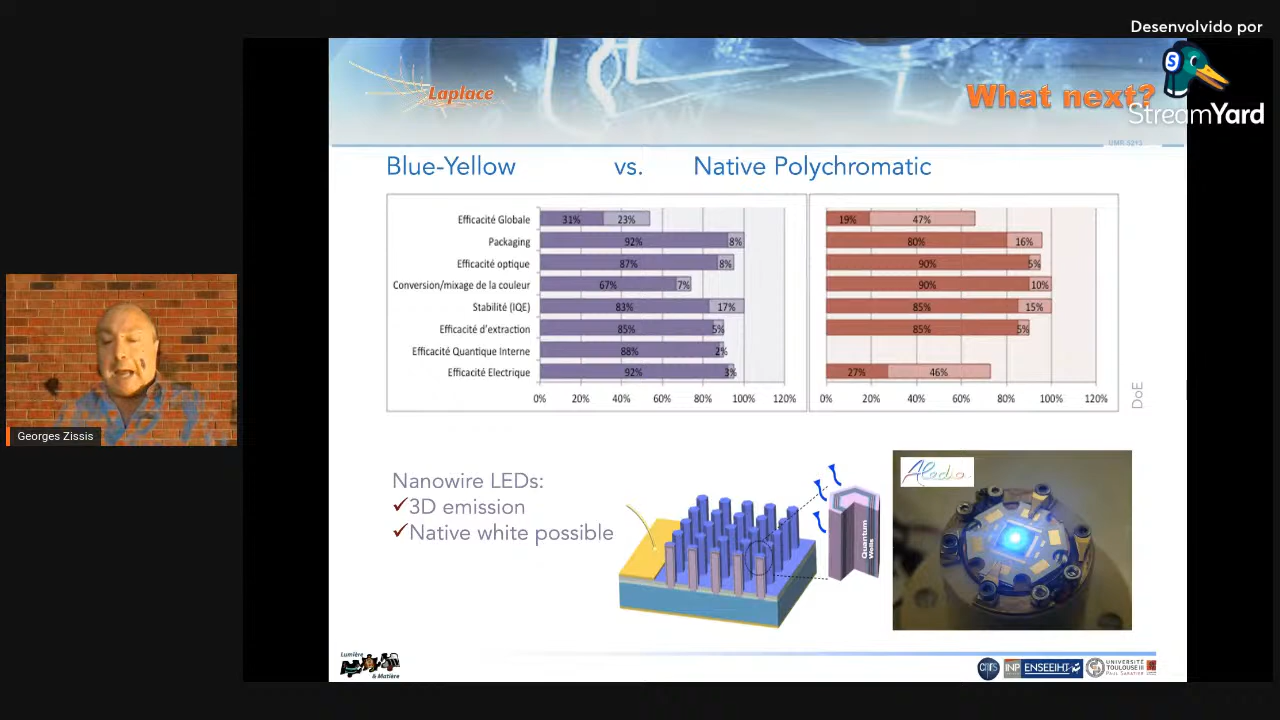 Desenvolvido por
StreamYard
Laplace
What next?
UMR 5213
Blue-Yellow vs. Native Polychromatic
Efficacité Globale 31% 23% 19% 47%
Packaging 92% 8% 80% 16%
Efficacité optique 87% 8% 90% 5%
Conversion/mixage de la couleur 67% 7% 90% 10%
Stabilité (IQE) 83% 17% 85% 15%
Efficacité d'extraction 85% 5% 85% 5%
Efficacité Quantique Interne 88% 2%
Efficacité Electrique 92% 3% 27% 46%
0% 20% 40% 60% 80% 100% 120% 0% 20% 40% 60% 80% 100% 120%
DoE
Georges Zissis
Nanowire LEDs:
✓3D emission
✓Native white possible
Quantum
Wells
Aledia
Lumière
& Matière
CNRS INP ENSEEIHT UNIVERSITÉ
TOULOUSE III
PAUL SABATIER